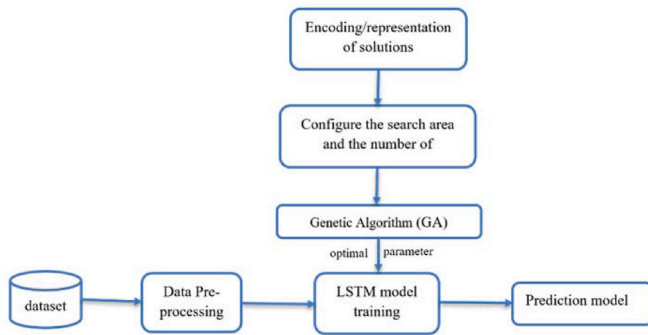 Encoding/representation
of solutions
Configure the search area
and the number of
Genetic Algorithm (GA)
optimal parameter
dataset
Data Pre-
processing
LSTM model
training
Prediction model